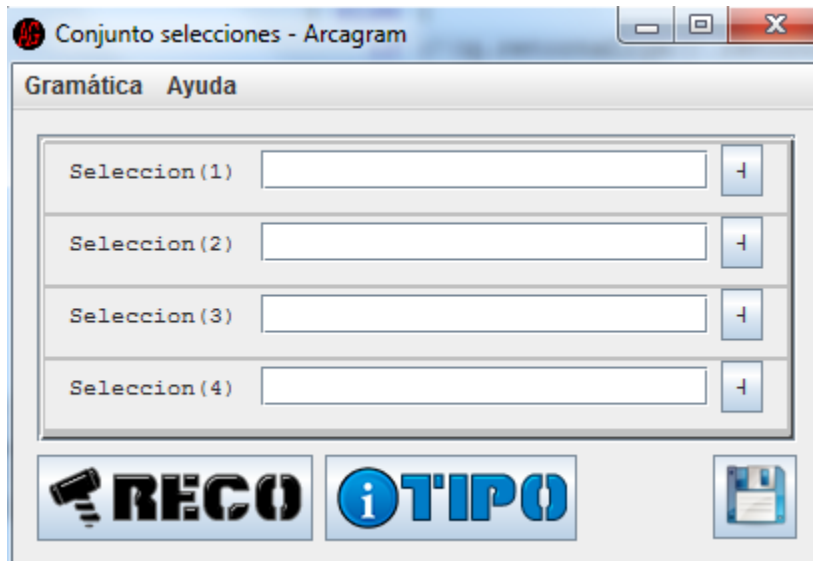 Conjunto selecciones - Arcagram
Gramática Ayuda
Seleccion(1) ⊣
Seleccion(2) ⊣
Seleccion(3) ⊣
Seleccion(4) ⊣
RECO i TIPO